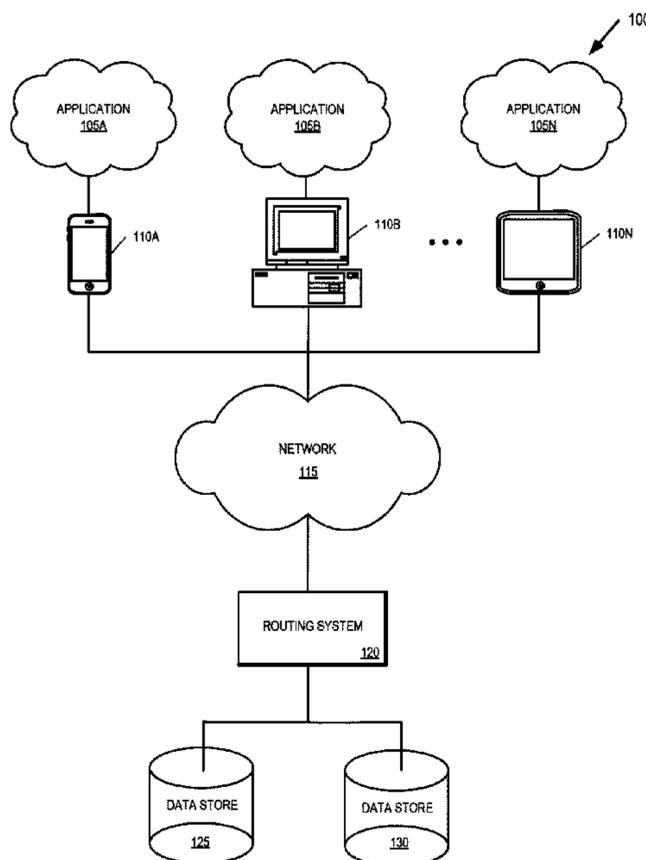 100
APPLICATION
105A
APPLICATION
105B
APPLICATION
105N
110A
110B
110N
NETWORK
115
ROUTING SYSTEM
120
DATA STORE
125
DATA STORE
130